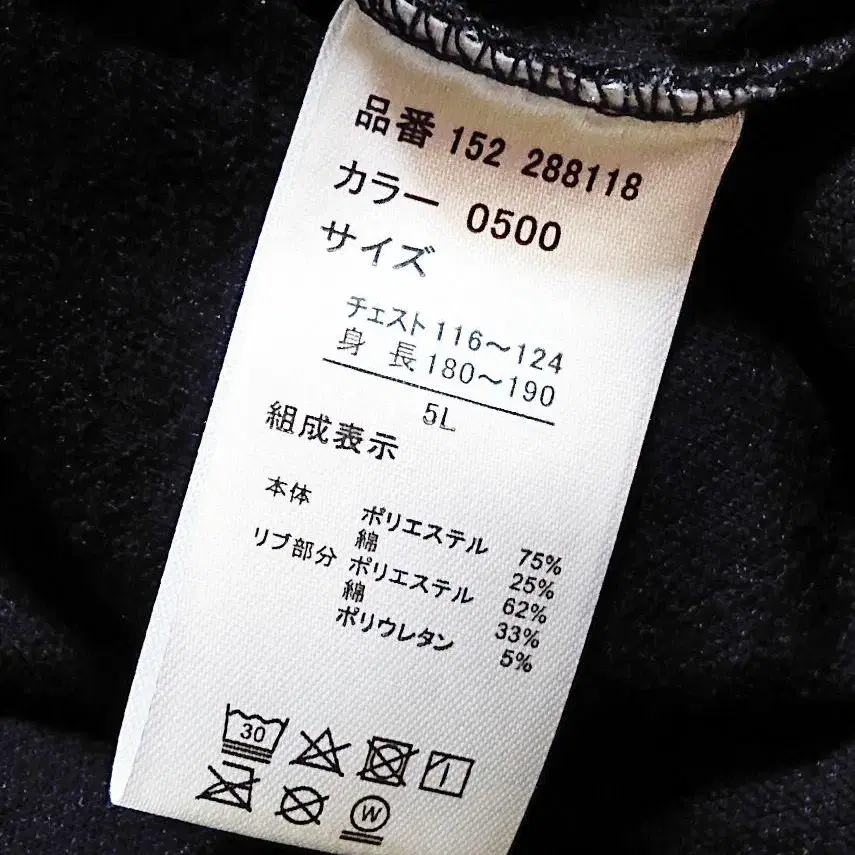 品番 152 288118
カラー 0500
サイズ
チェスト 116～124
身 長 180～190
5L
組成表示
本体 ポリエステル 75%
綿 25%
リブ部分 ポリエステル 62%
綿 33%
ポリウレタン 5%
30
W